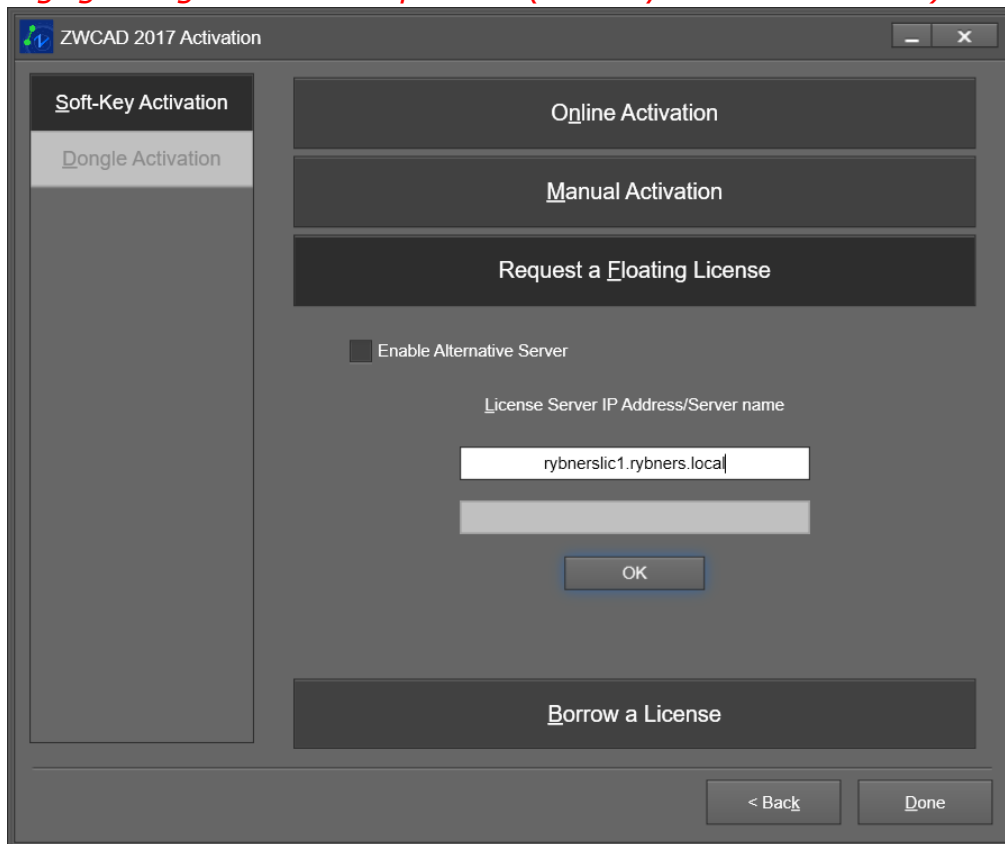 ZWCAD 2017 Activation
Soft-Key Activation
Dongle Activation
Online Activation
Manual Activation
Request a Floating License
Enable Alternative Server
License Server IP Address/Server name
rybnerslic1.rybners.local
OK
Borrow a License
< Back
Done